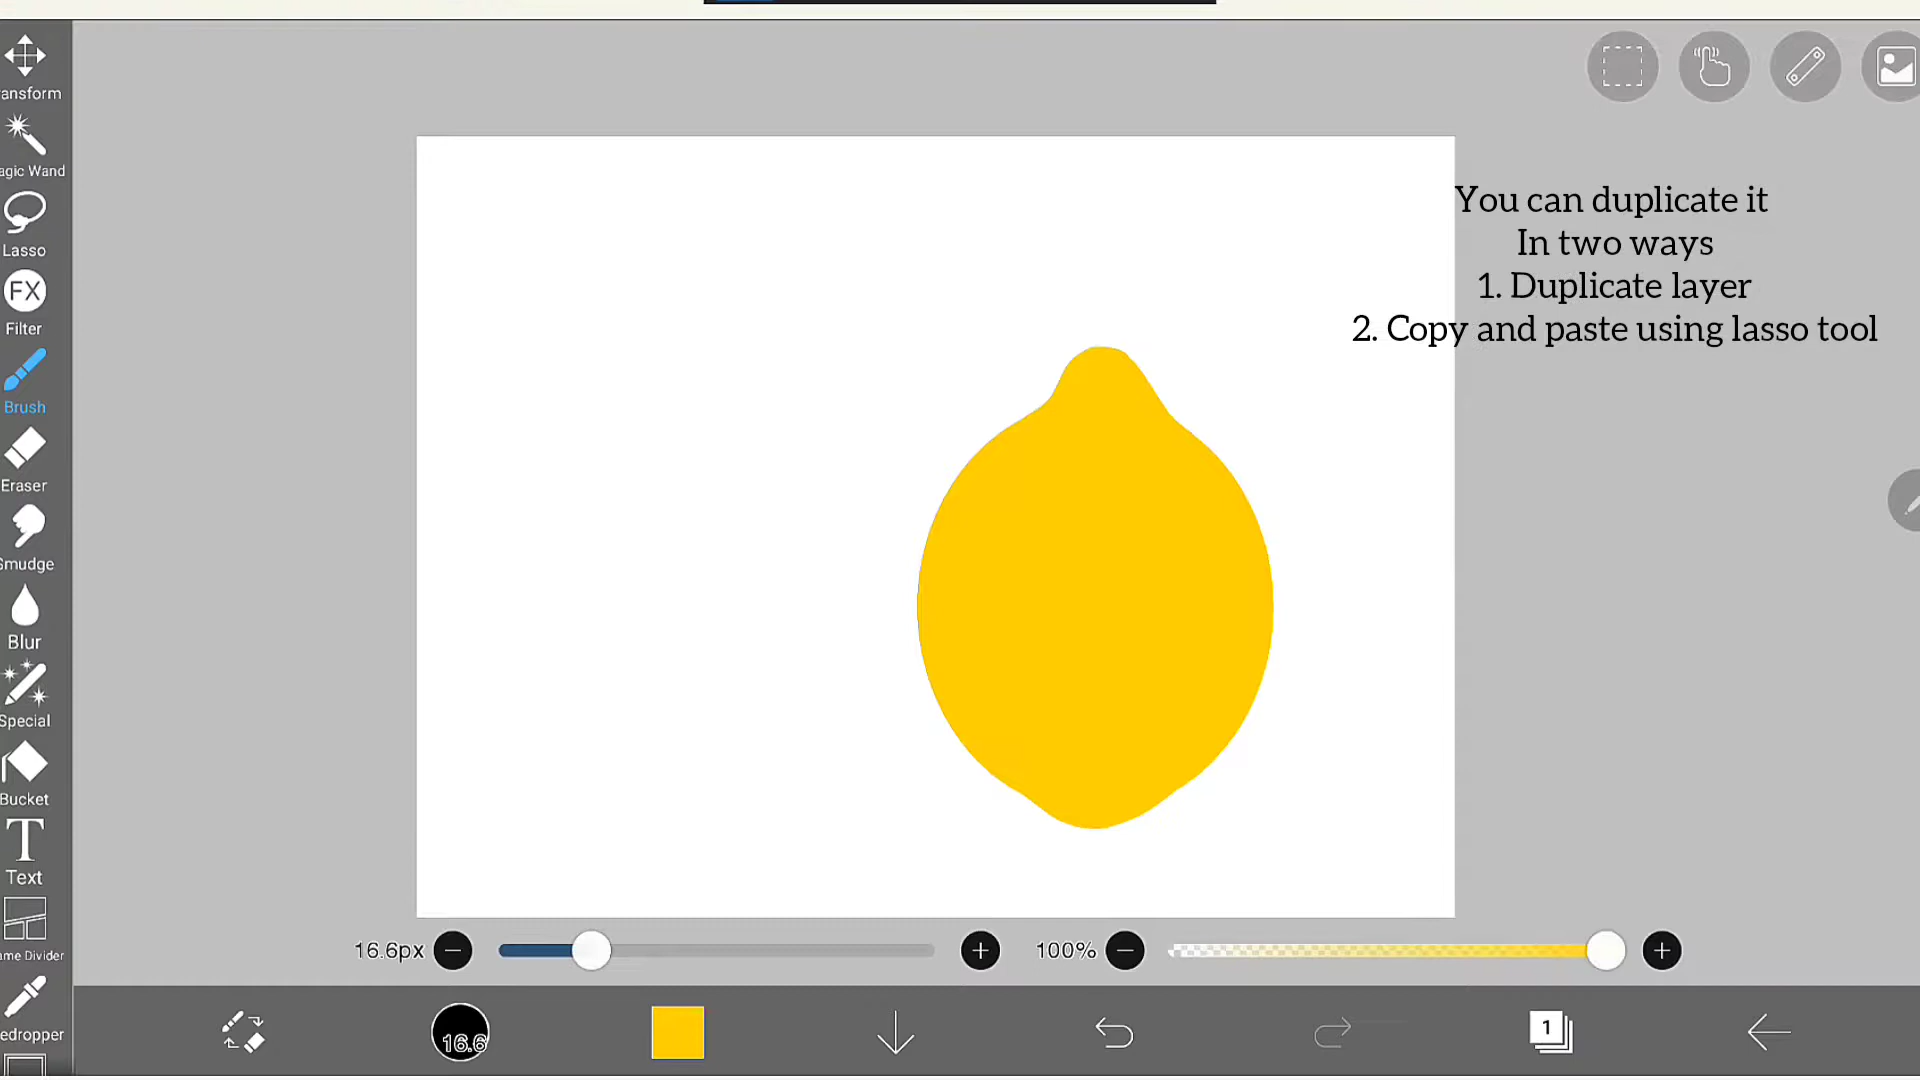 ansform
agic Wand
Lasso
FX
Filter
Brush
Eraser
Smudge
Blur
Special
Bucket
T
Text
ame Divider
edropper
You can duplicate it
In two ways
1. Duplicate layer
2. Copy and paste using lasso tool
16.6px
100%
16.6
1